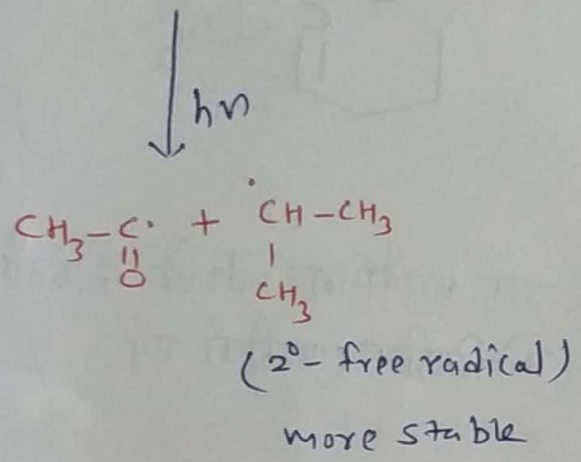 hν
CH₃-C· + ·CH-CH₃
O
CH₃
(2°- free radical)
more stable